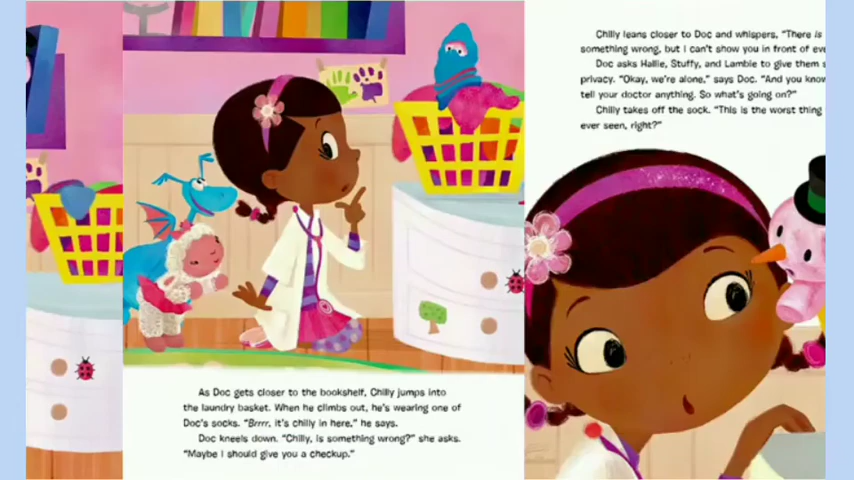 As Doc gets closer to the bookshelf, Chilly jumps into
the laundry basket. When he climbs out, he's wearing one of
Doc's socks. "Brrrr, it's chilly in here," he says.
Doc kneels down. "Chilly, is something wrong?" she asks.
"Maybe I should give you a checkup."
Chilly leans closer to Doc and whispers, "There is
something wrong, but I can't show you in front of
Doc asks Hallie, Stuffy, and Lambie to give them
privacy. "Okay, we're alone," says Doc. "And you know
tell your doctor anything. So what's going on?"
Chilly takes off the sock. "This is the worst thing
ever seen, right?"